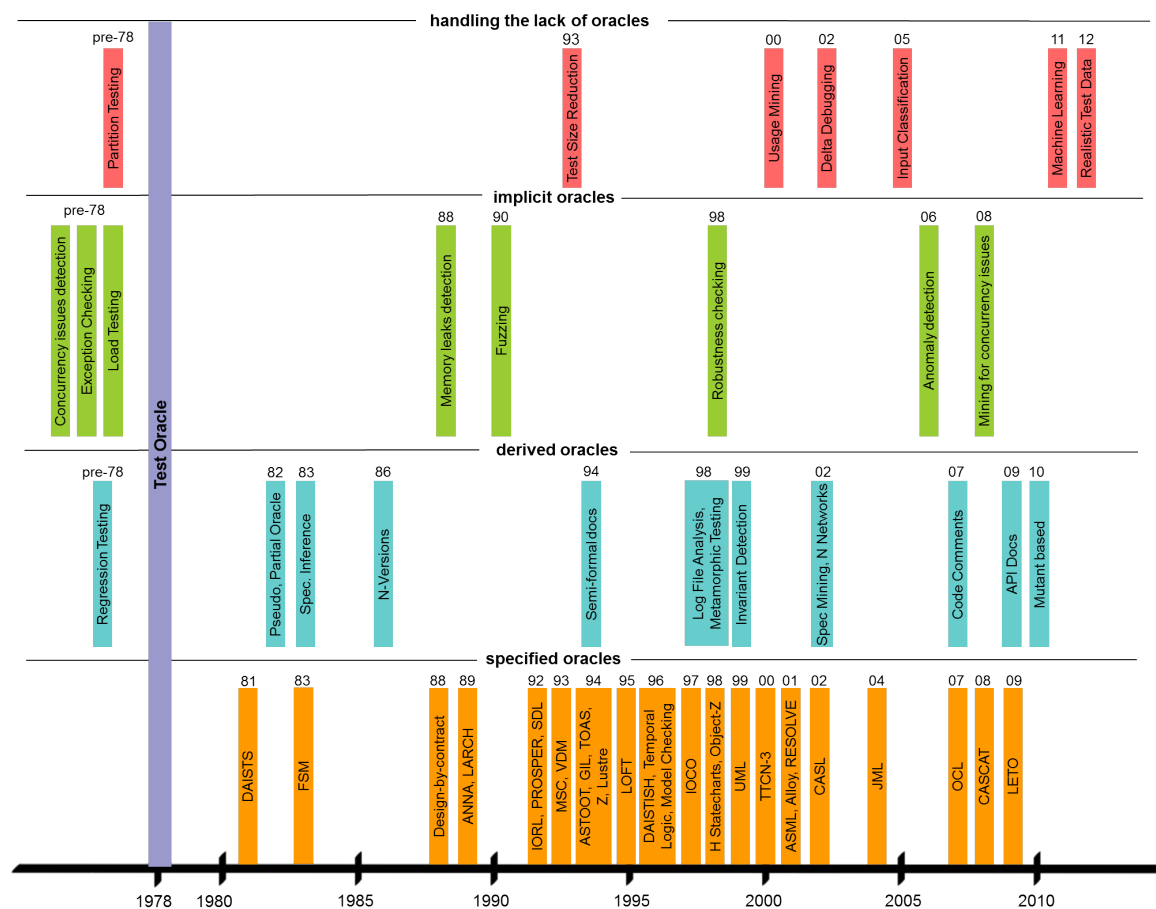 handling the lack of oracles
pre-78
93
00
02
05
11
12
Partition Testing
Test Size Reduction
Usage Mining
Delta Debugging
Input Classification
Machine Learning
Realistic Test Data
implicit oracles
pre-78
88
90
98
06
08
Concurrency issues detection
Exception Checking
Load Testing
Memory leaks detection
Fuzzing
Robustness checking
Anomaly detection
Mining for concurrency issues
Test Oracle
derived oracles
pre-78
82
83
86
94
98
99
02
07
09
10
Regression Testing
Pseudo, Partial Oracle
Spec. Inference
N-Versions
Semi-formal docs
Log File Analysis,
Metamorphic Testing
Invariant Detection
Spec Mining, N Networks
Code Comments
API Docs
Mutant based
specified oracles
81
83
88
89
92
93
94
95
96
97
98
99
00
01
02
04
07
08
09
DAISTS
FSM
Design-by-contract
ANNA, LARCH
IORL, PROSPER, SDL
MSC, VDM
ASTOOT, GIL, TOAS,
Z, Lustre
LOFT
DAISTISH, Temporal
Logic, Model Checking
IOCO
H Statecharts, Object-Z
UML
TTCN-3
ASML, Alloy, RESOLVE
CASL
JML
OCL
CASCAT
LETO
1978
1980
1985
1990
1995
2000
2005
2010